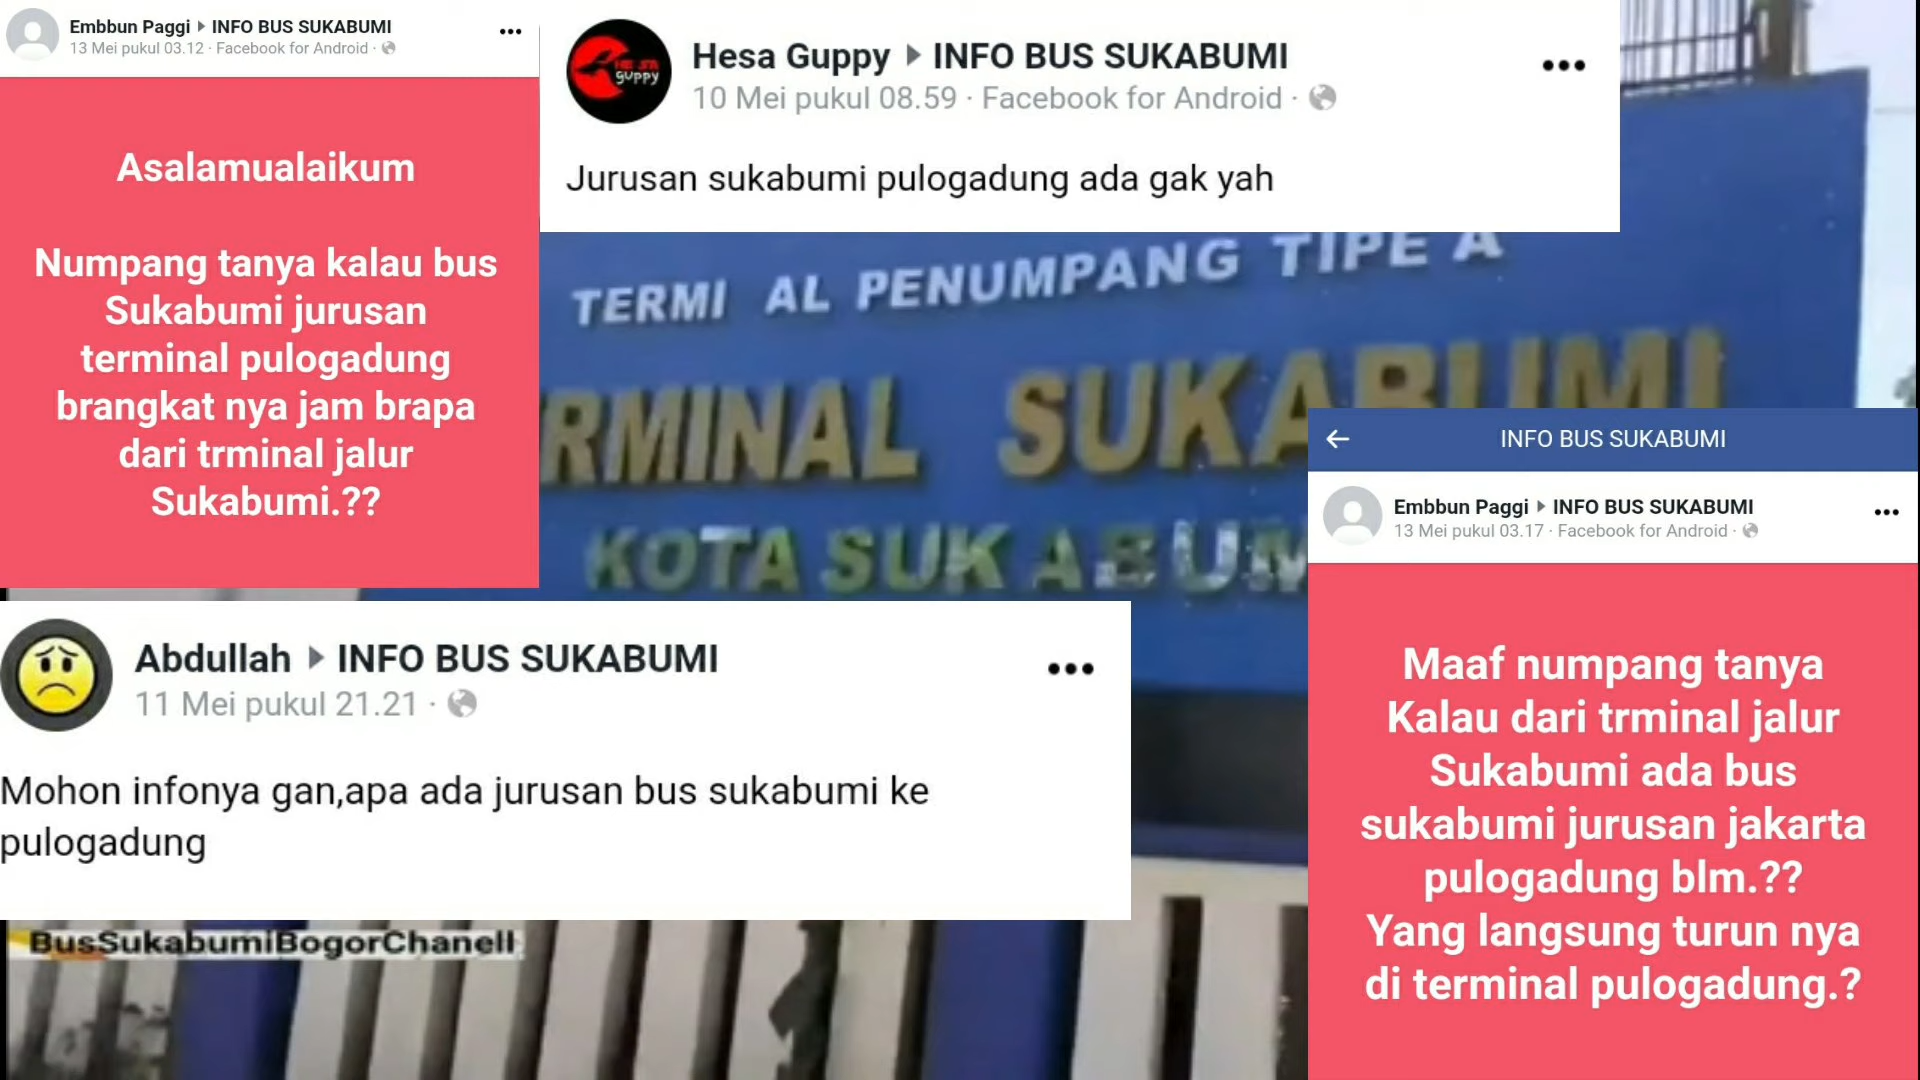 Embbun Paggi ▸ INFO BUS SUKABUMI
13 Mei pukul 03.12 · Facebook for Android ·
Asalamualaikum
Numpang tanya kalau bus
Sukabumi jurusan
terminal pulogadung
brangkat nya jam brapa
dari trminal jalur
Sukabumi.??
HE JSA
guppy
Hesa Guppy ▸ INFO BUS SUKABUMI
10 Mei pukul 08.59 · Facebook for Android ·
Jurusan sukabumi pulogadung ada gak yah
TERMI AL PENUMPANG TIPE A
RMINAL SUKABUMI
KOTA SUKABUM
INFO BUS SUKABUMI
Embbun Paggi ▸ INFO BUS SUKABUMI
13 Mei pukul 03.17 · Facebook for Android ·
Maaf numpang tanya
Kalau dari trminal jalur
Sukabumi ada bus
sukabumi jurusan jakarta
pulogadung blm.??
Yang langsung turun nya
di terminal pulogadung.?
Abdullah ▸ INFO BUS SUKABUMI
11 Mei pukul 21.21 ·
Mohon infonya gan,apa ada jurusan bus sukabumi ke
pulogadung
BusSukabumiBogorChanell